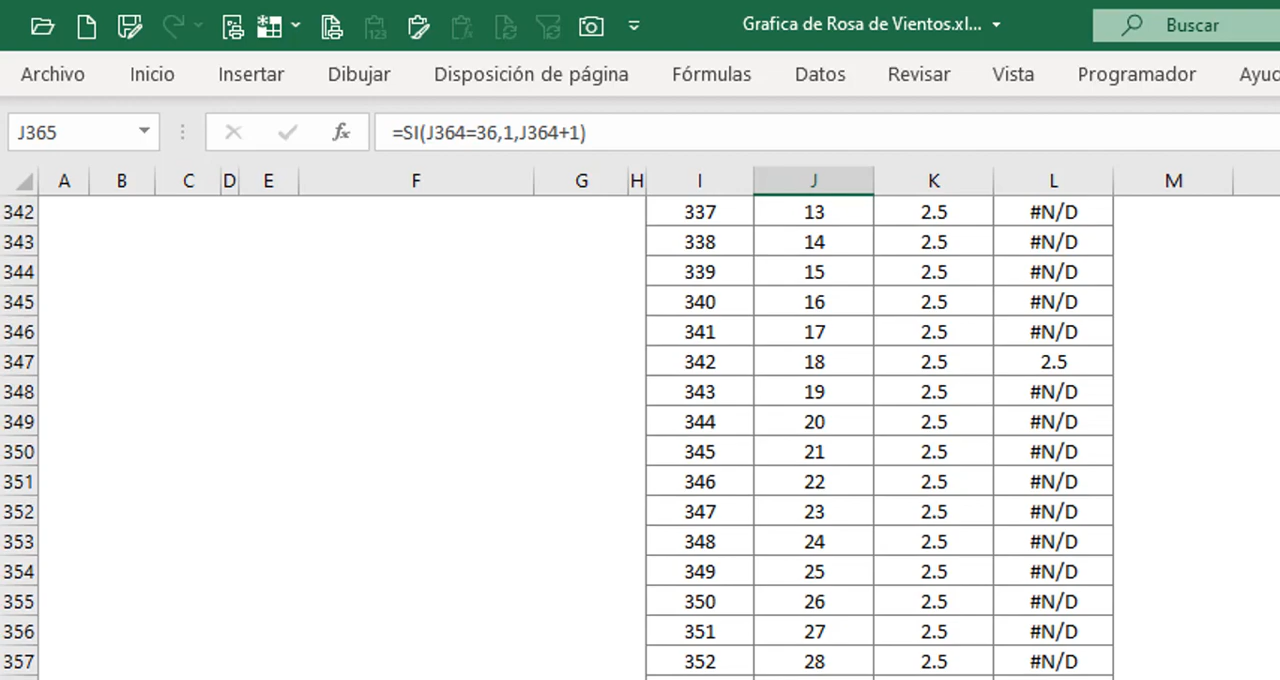 Grafica de Rosa de Vientos.xl...
Buscar
Archivo Inicio Insertar Dibujar Disposición de página Fórmulas Datos Revisar Vista Programador Ayud
J365 fx =SI(J364=36,1,J364+1)
A B C D E F G H I J K L M
342 337 13 2.5 #N/D
343 338 14 2.5 #N/D
344 339 15 2.5 #N/D
345 340 16 2.5 #N/D
346 341 17 2.5 #N/D
347 342 18 2.5 2.5
348 343 19 2.5 #N/D
349 344 20 2.5 #N/D
350 345 21 2.5 #N/D
351 346 22 2.5 #N/D
352 347 23 2.5 #N/D
353 348 24 2.5 #N/D
354 349 25 2.5 #N/D
355 350 26 2.5 #N/D
356 351 27 2.5 #N/D
357 352 28 2.5 #N/D